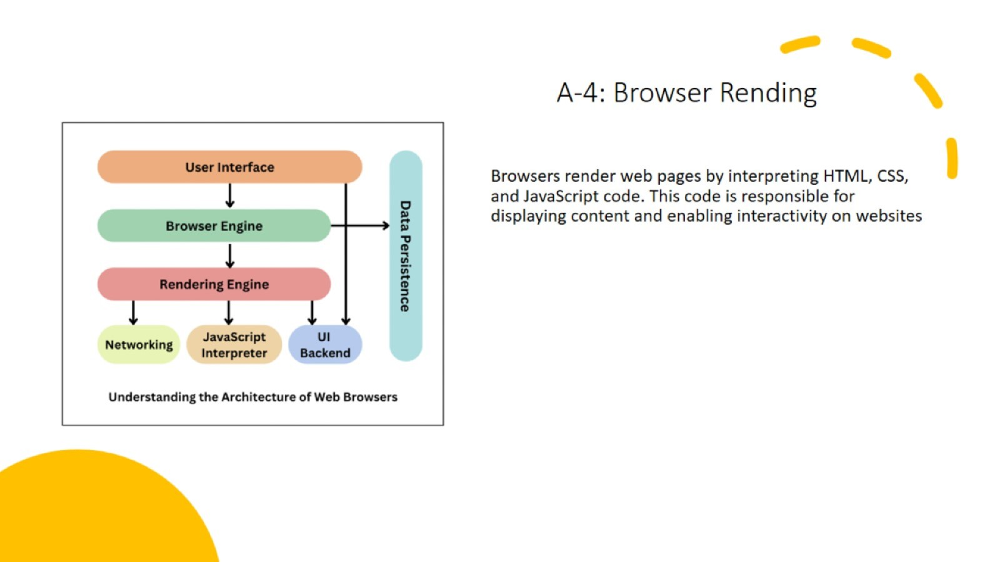 A-4: Browser Rending
Browsers render web pages by interpreting HTML, CSS,
and JavaScript code. This code is responsible for
displaying content and enabling interactivity on websites
User Interface
Browser Engine
Rendering Engine
Networking
JavaScript
Interpreter
UI
Backend
Data Persistence
Understanding the Architecture of Web Browsers